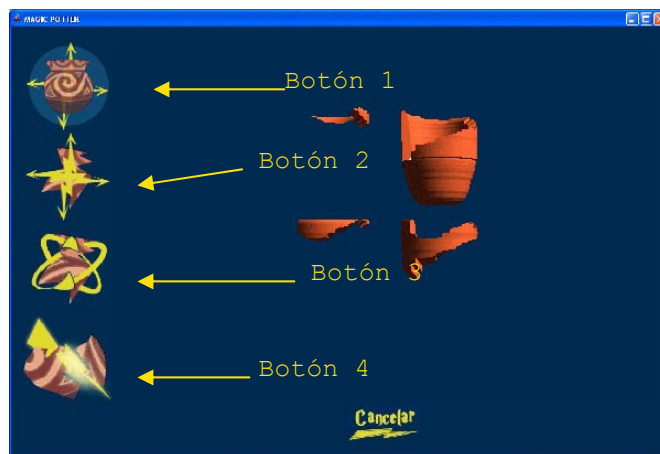 MAGIC POTTER
Botón 1
Botón 2
Botón 3
Botón 4
Cancelar